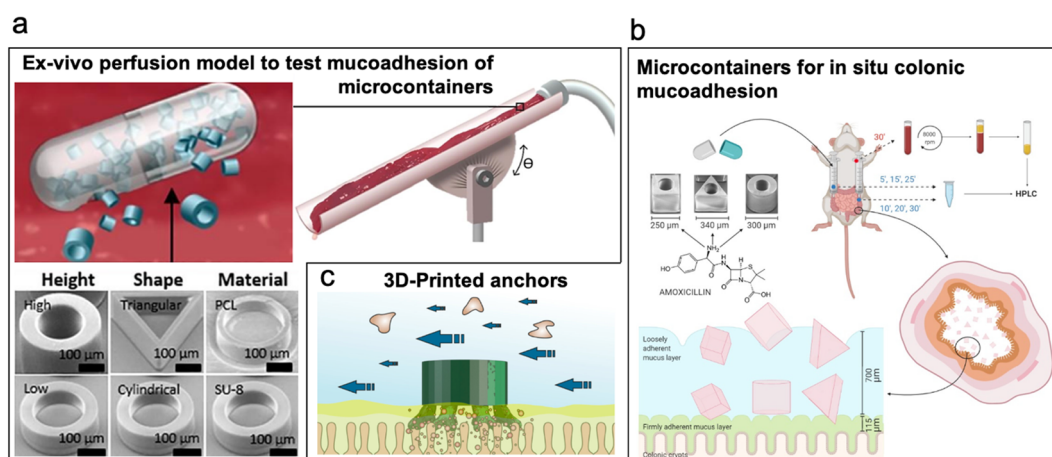 a
Ex-vivo perfusion model to test mucoadhesion of
microcontainers
θ
Height Shape Material
High Triangular PCL
100 μm 100 μm 100 μm
Low Cylindrical SU-8
100 μm 100 μm 100 μm
C 3D-Printed anchors
b
Microcontainers for in situ colonic
mucoadhesion
30'
8000
rpm
5', 15', 25'
HPLC
10', 20', 30'
250 μm 340 μm 300 μm
NH₂
O
H
N
H
S
HO
N
O
O
OH
AMOXICILLIN
Loosely
adherent
mucus layer
700
μm
Firmly adherent mucus layer
115
μm
Colonic crypts